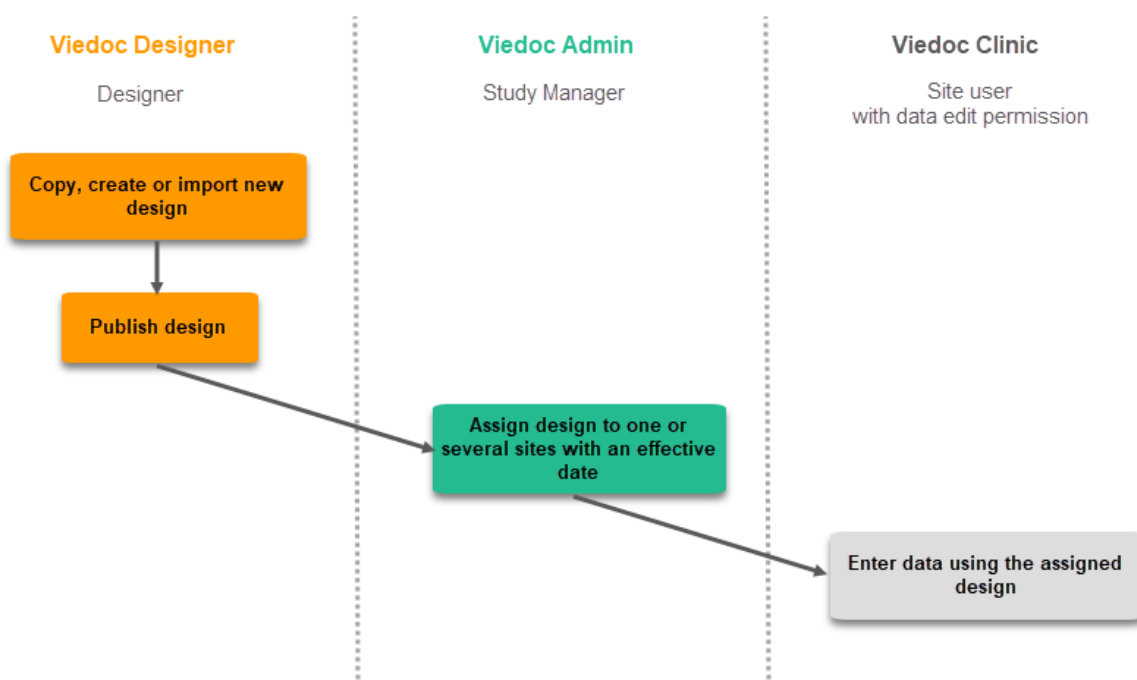 Viedoc Designer
Designer
Viedoc Admin
Study Manager
Viedoc Clinic
Site user
with data edit permission
Copy, create or import new
design
Publish design
Assign design to one or
several sites with an effective
date
Enter data using the assigned
design